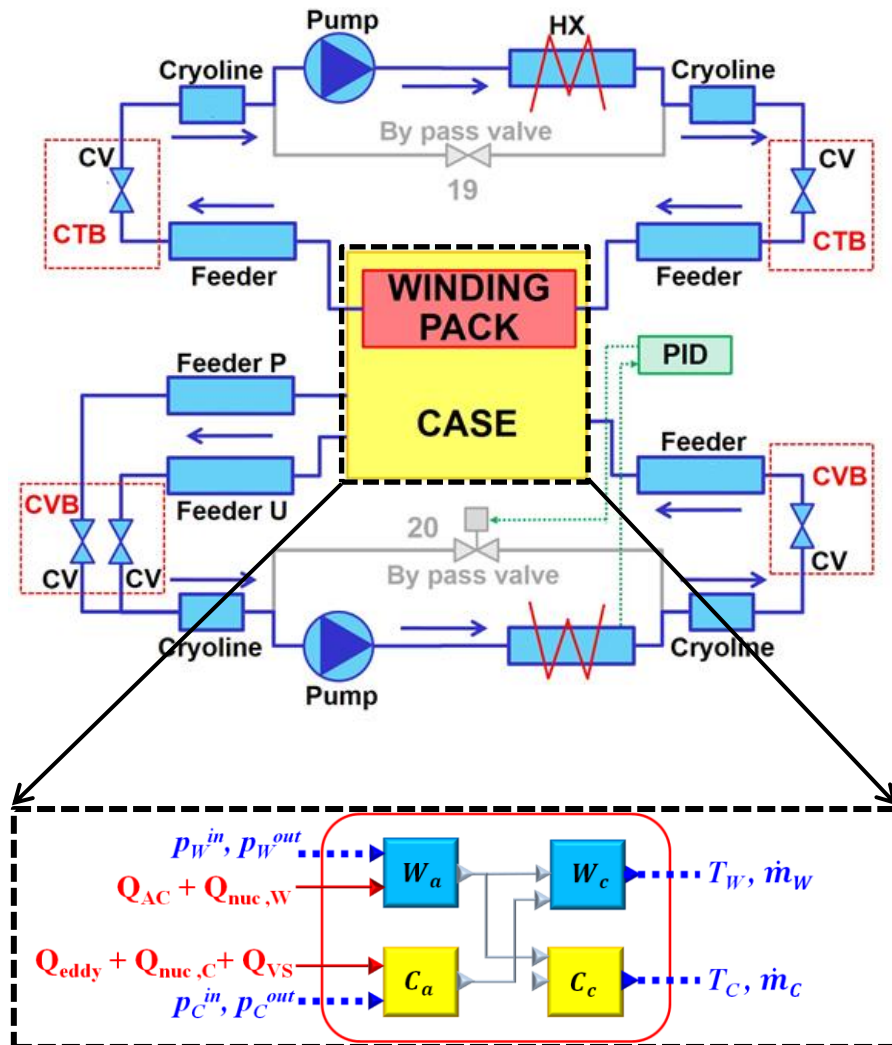 Pump
HX
Cryoline
Cryoline
By pass valve
19
CV
CV
CTB
CTB
Feeder
Feeder
WINDING
PACK
PID
Feeder P
CASE
Feeder
Feeder U
CVB
CVB
20
CV
CV
CV
By pass valve
Cryoline
Cryoline
Pump
p_W^in, p_W^out
W_a
W_c
T_W, ṁ_W
Q_AC + Q_nuc,W
Q_eddy + Q_nuc,C + Q_VS
C_a
C_c
T_C, ṁ_C
p_C^in, p_C^out